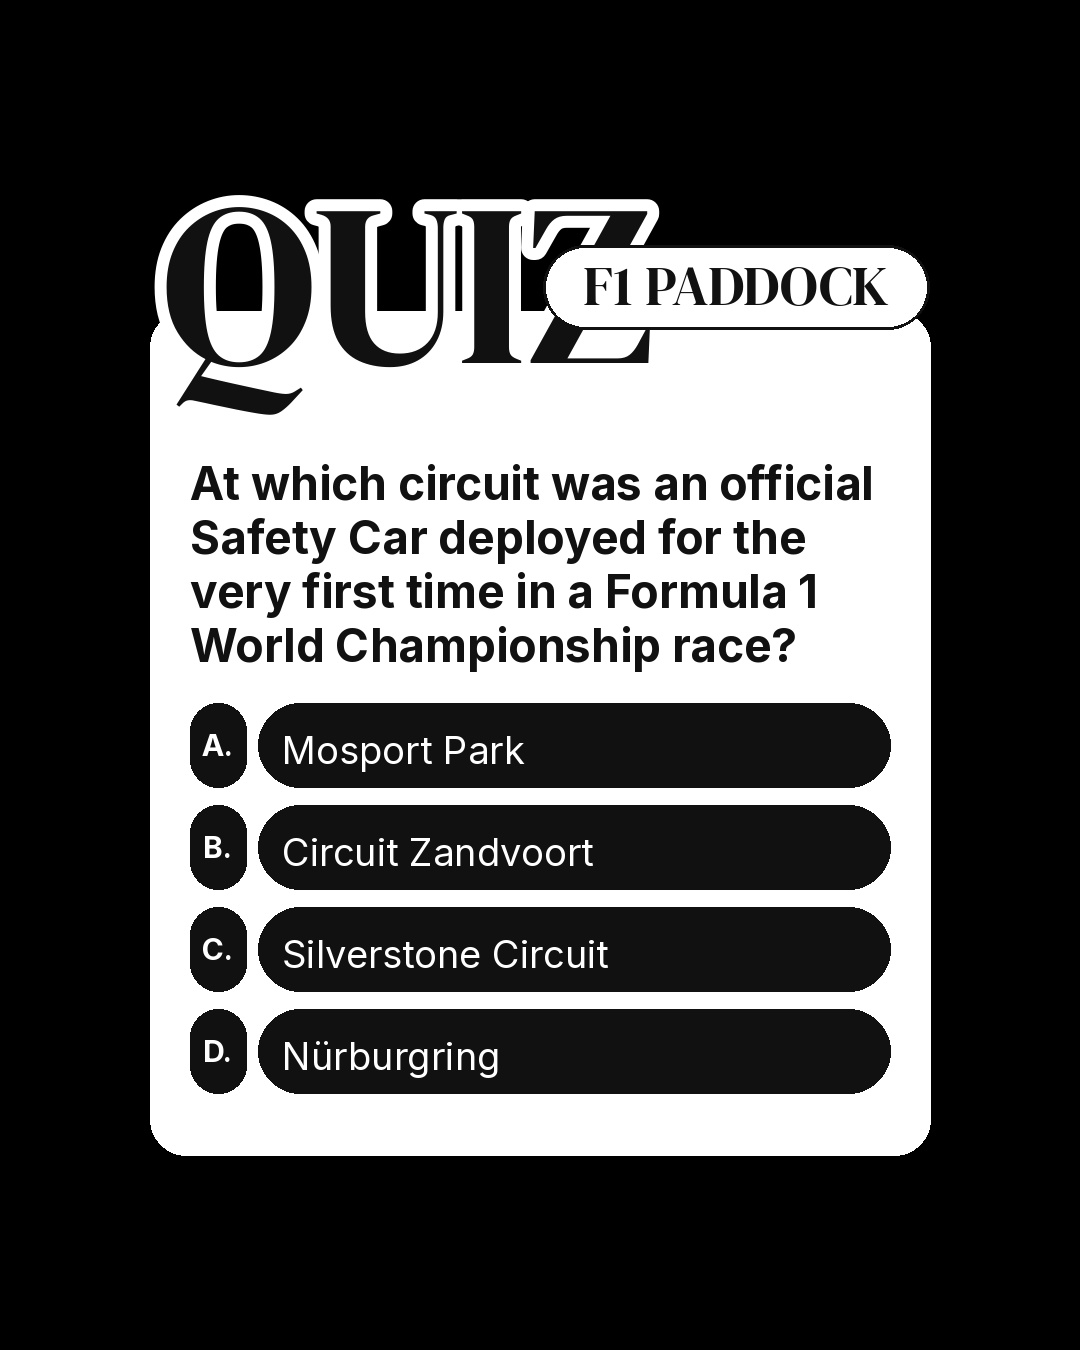 QUIZ
F1 PADDOCK
At which circuit was an official
Safety Car deployed for the
very first time in a Formula 1
World Championship race?
A. Mosport Park
B. Circuit Zandvoort
C. Silverstone Circuit
D. Nürburgring